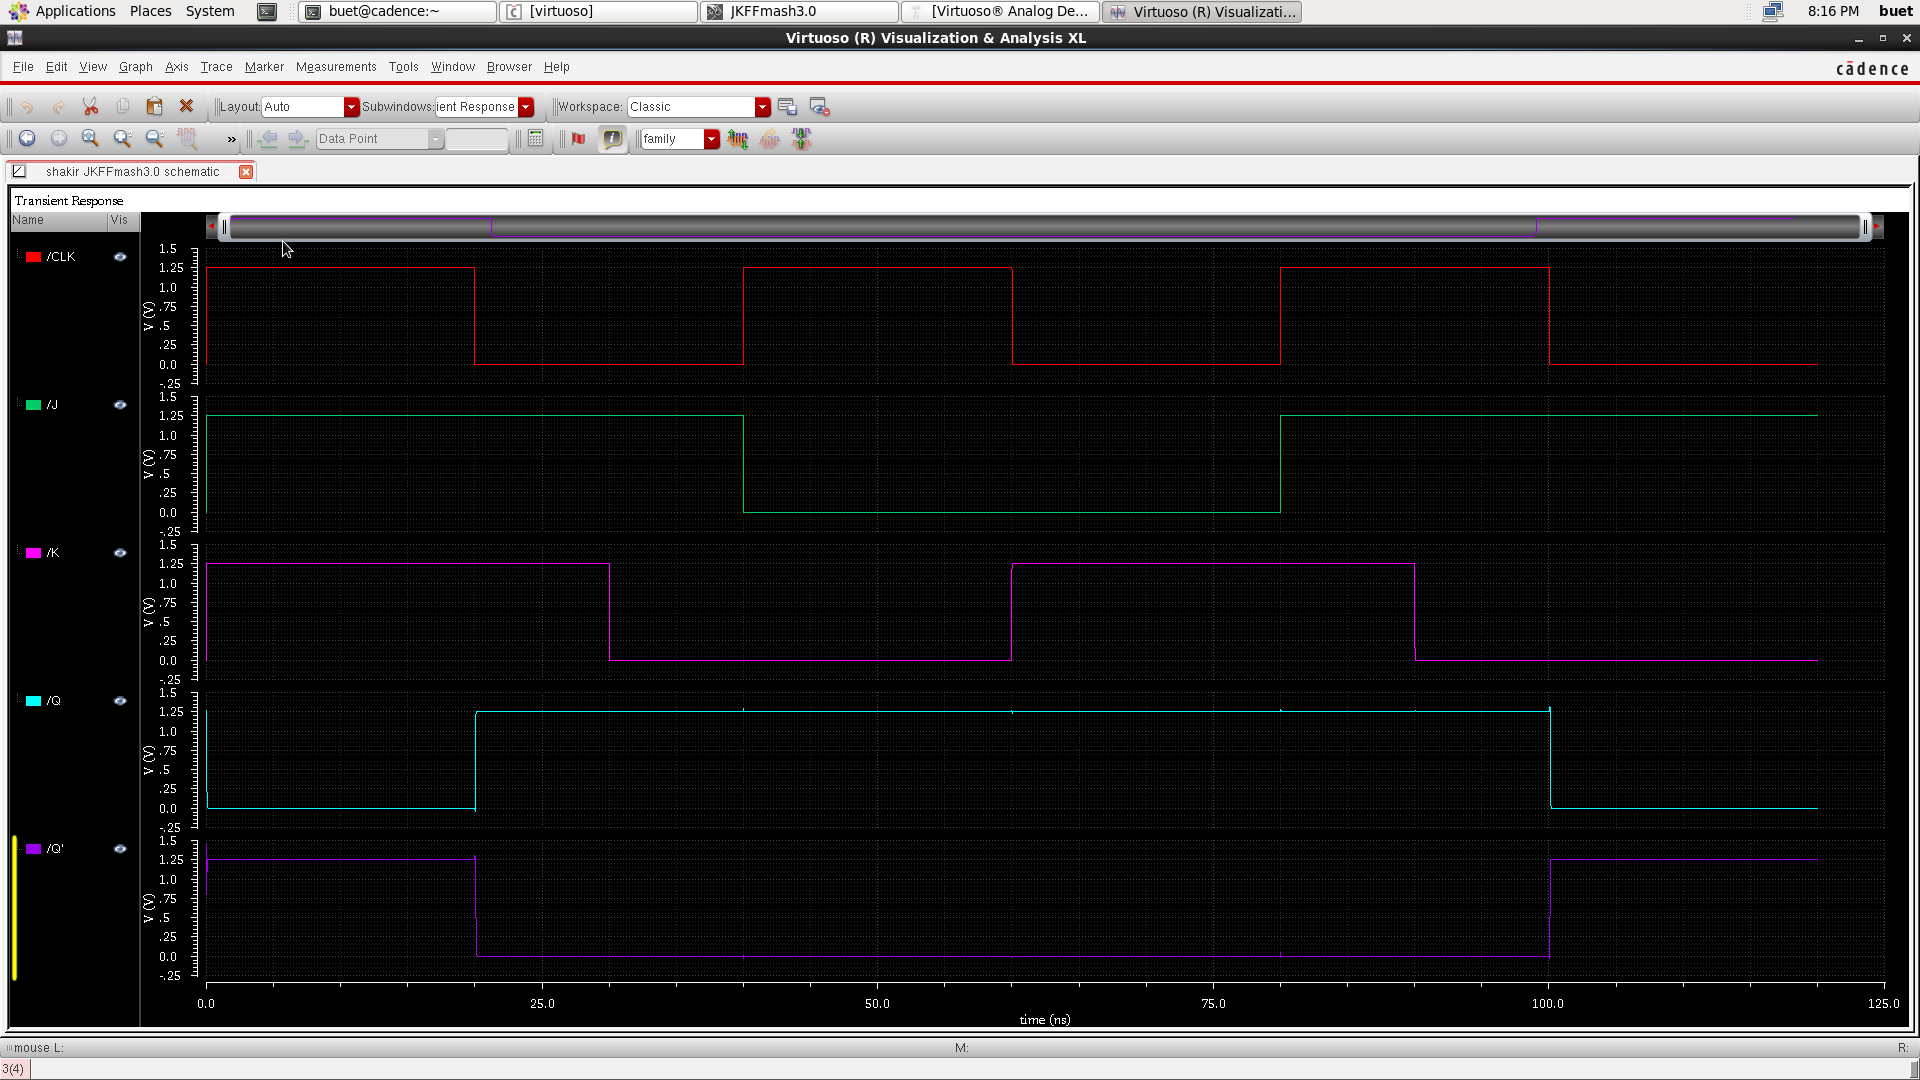 Applications Places System buet@cadence:~ [virtuoso] JKFFmash3.0 [Virtuoso® Analog De... Virtuoso (R) Visualizati... 8:16 PM buet
Virtuoso (R) Visualization & Analysis XL
File Edit View Graph Axis Trace Marker Measurements Tools Window Browser Help
cādence
Layout: Auto Subwindows: ient Response Workspace: Classic
» Data Point family
shakir JKFFmash3.0 schematic
Transient Response
Name Vis
/CLK
V (V)
1.5
1.25
1.0
.75
.5
.25
0.0
-.25
/J
V (V)
1.5
1.25
1.0
.75
.5
.25
0.0
-.25
/K
V (V)
1.5
1.25
1.0
.75
.5
.25
0.0
-.25
/Q
V (V)
1.5
1.25
1.0
.75
.5
.25
0.0
-.25
/Q'
V (V)
1.5
1.25
1.0
.75
.5
.25
0.0
-.25
0.0 25.0 50.0 75.0 100.0 125.0
time (ns)
mouse L: M: R:
3(4)